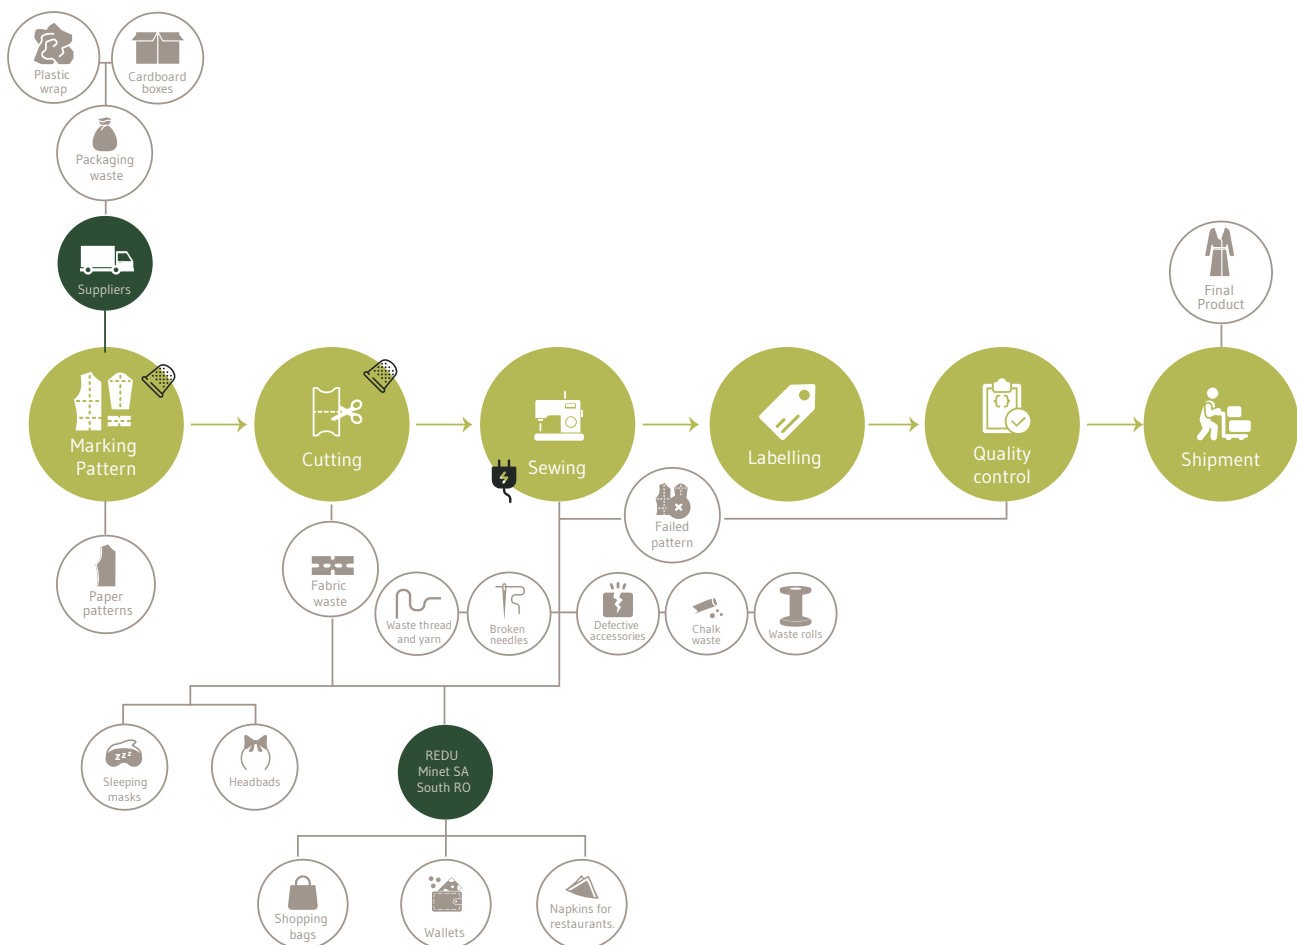 Plastic
wrap
Cardboard
boxes
Packaging
waste
Suppliers
Final
Product
Marking
Pattern
Cutting
Sewing
Labelling
Quality
control
Shipment
Failed
pattern
Paper
patterns
Fabric
waste
Waste thread
and yarn
Broken
needles
Defective
accessories
Chalk
waste
Waste rolls
zzz
Sleeping
masks
Headbads
REDU
Minet SA
South RO
Shopping
bags
Wallets
Napkins for
restaurants.